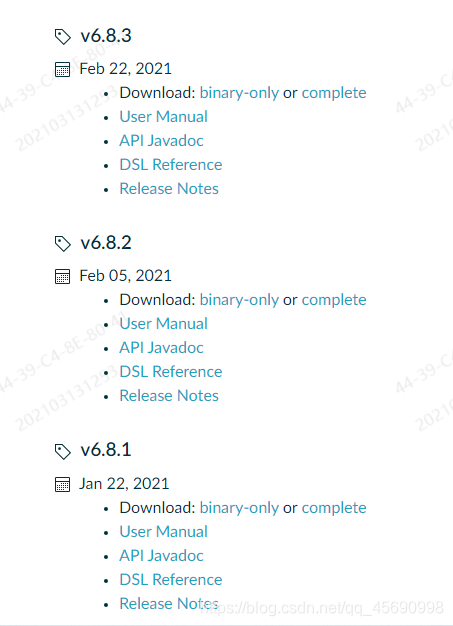 v6.8.3
Feb 22, 2021
• Download: binary-only or complete
• User Manual
• API Javadoc
• DSL Reference
• Release Notes
v6.8.2
Feb 05, 2021
• Download: binary-only or complete
• User Manual
• API Javadoc
• DSL Reference
• Release Notes
v6.8.1
Jan 22, 2021
• Download: binary-only or complete
• User Manual
• API Javadoc
• DSL Reference
• Release Notes
https://blog.csdn.net/qq_45690998